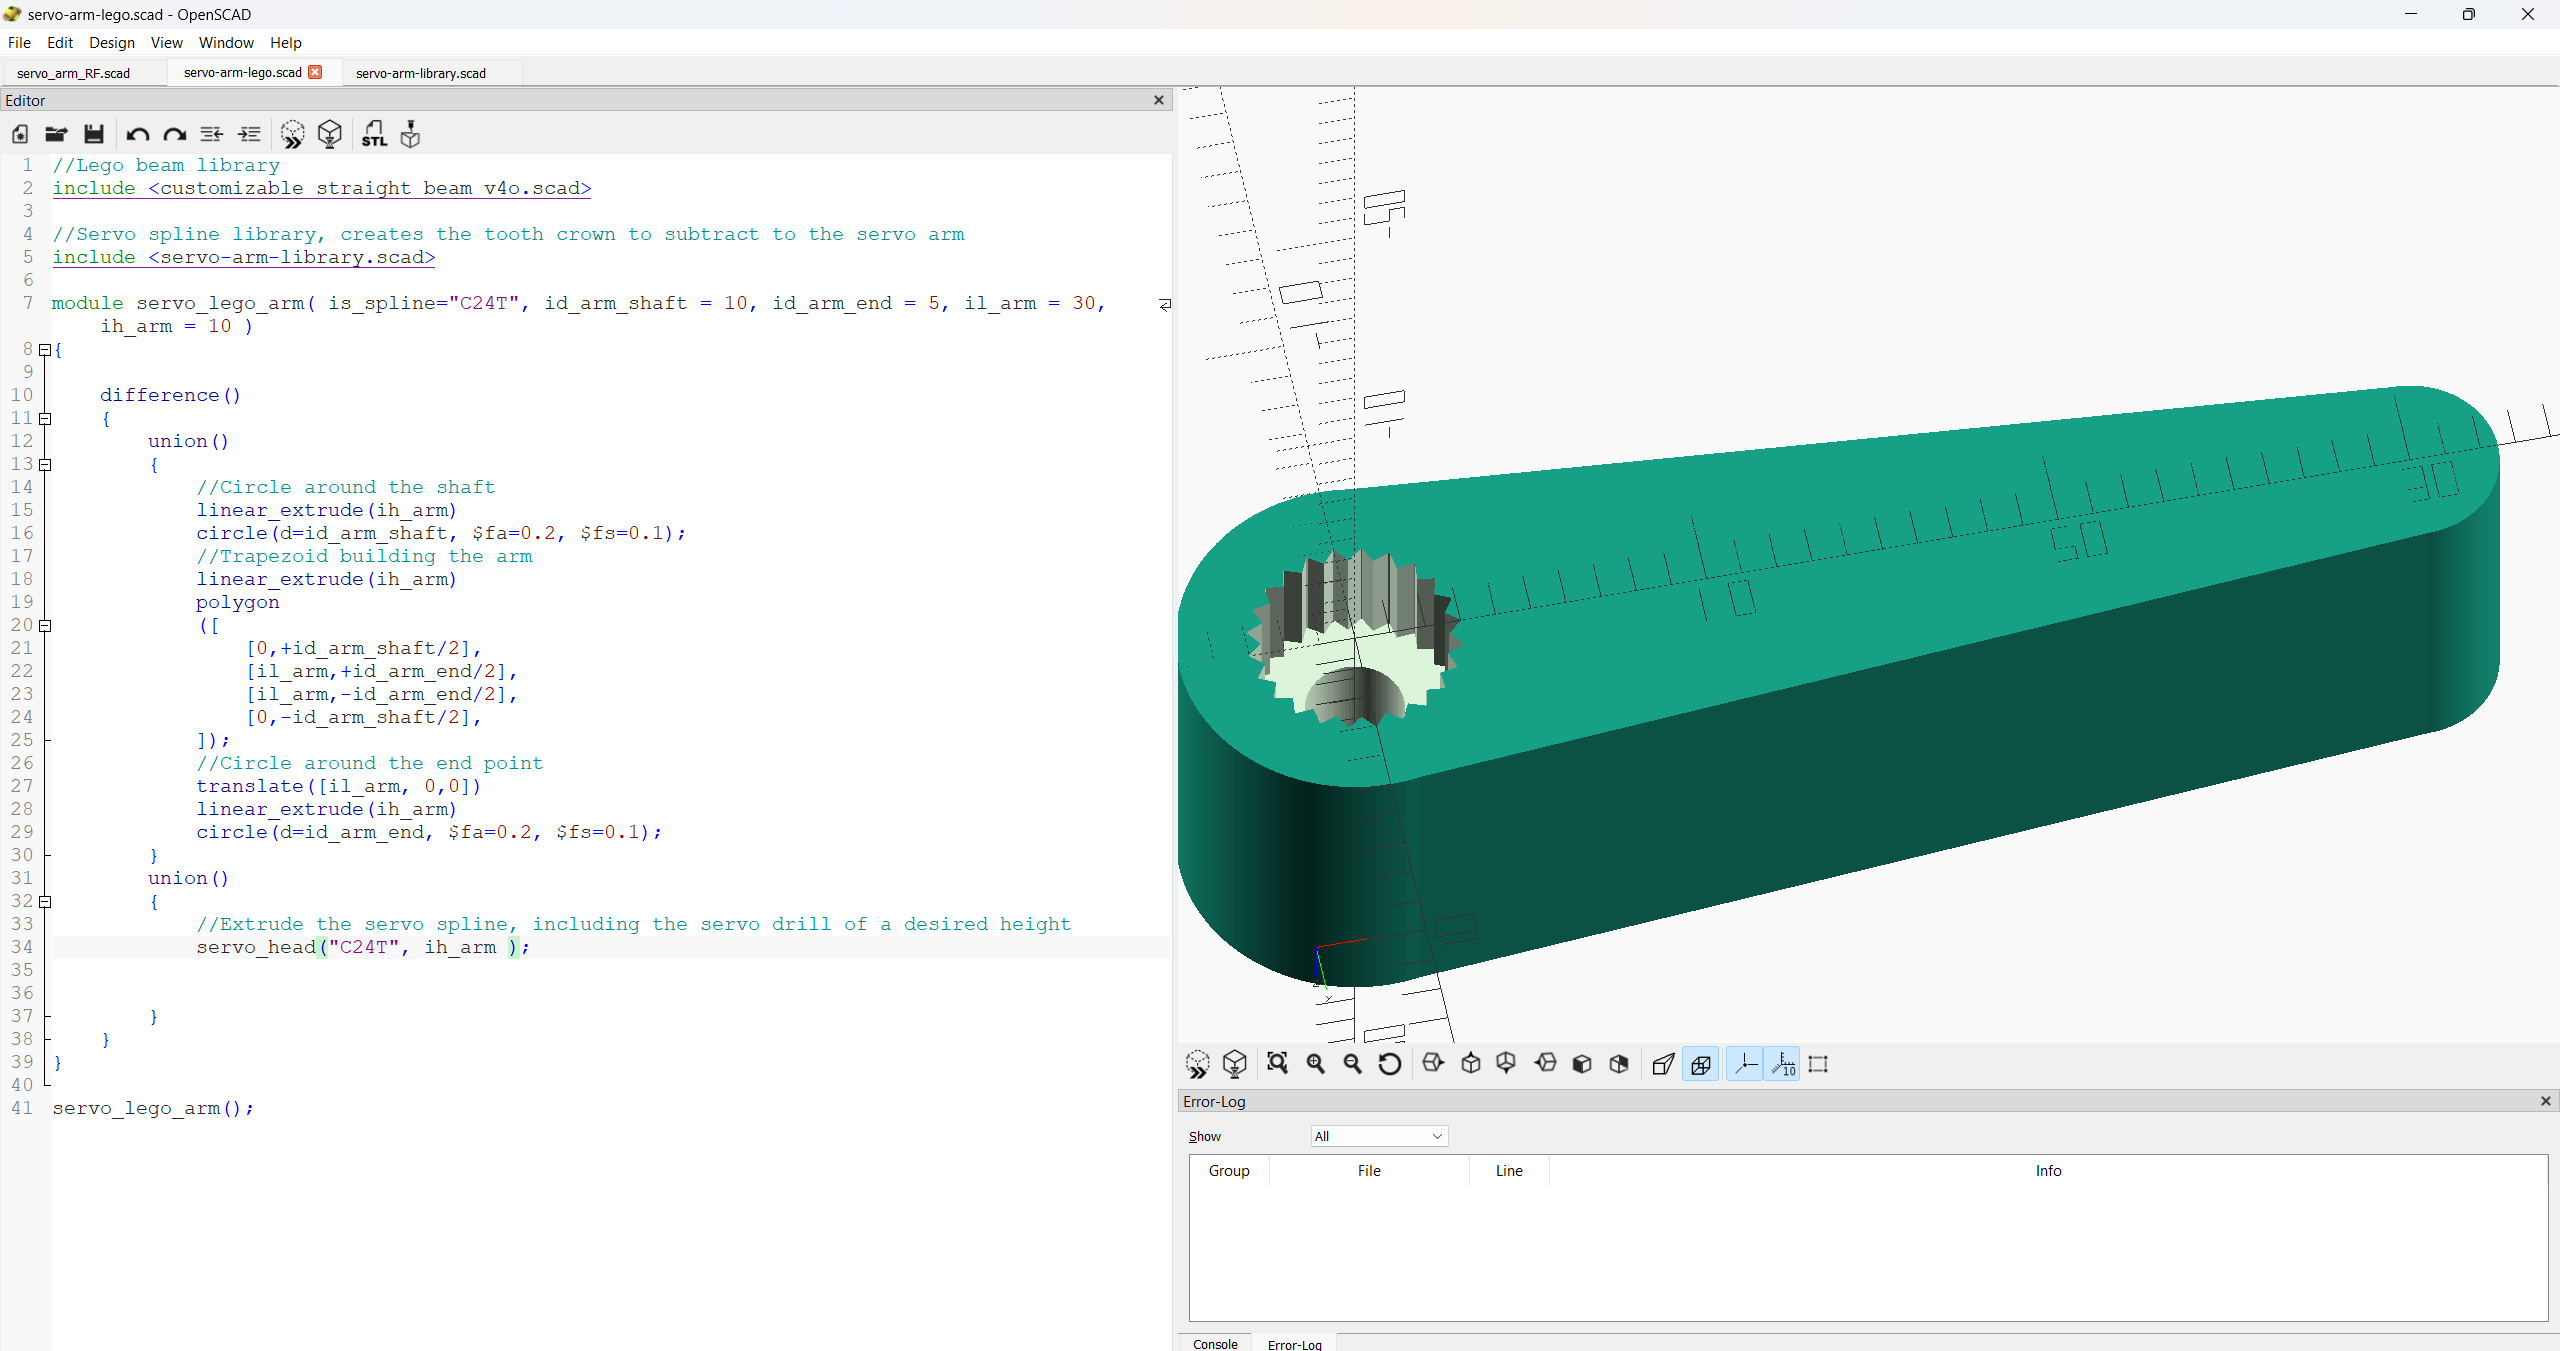 servo-arm-lego.scad - OpenSCAD
File Edit Design View Window Help
servo_arm_RF.scad servo-arm-lego.scad servo-arm-library.scad
Editor
STL
1 //Lego beam library
2 include <customizable straight beam v4o.scad>
3
4 //Servo spline library, creates the tooth crown to subtract to the servo arm
5 include <servo-arm-library.scad>
6
7 module servo_lego_arm( is_spline="C24T", id_arm_shaft = 10, id_arm_end = 5, il_arm = 30,
ih_arm = 10 )
8 {
9
10 difference()
11 {
12 union()
13 {
14 //Circle around the shaft
15 linear_extrude(ih_arm)
16 circle(d=id_arm_shaft, $fa=0.2, $fs=0.1);
17 //Trapezoid building the arm
18 linear_extrude(ih_arm)
19 polygon
20 ([
21 [0,+id_arm_shaft/2],
22 [il_arm,+id_arm_end/2],
23 [il_arm,-id_arm_end/2],
24 [0,-id_arm_shaft/2],
25 ]);
26 //Circle around the end point
27 translate([il_arm, 0,0])
28 linear_extrude(ih_arm)
29 circle(d=id_arm_end, $fa=0.2, $fs=0.1);
30 }
31 union()
32 {
33 //Extrude the servo spline, including the servo drill of a desired height
34 servo_head("C24T", ih_arm );
35
36
37 }
38 }
39 }
40
41 servo_lego_arm();
10
Error-Log
Show All
Group File Line Info
Console Error-Log